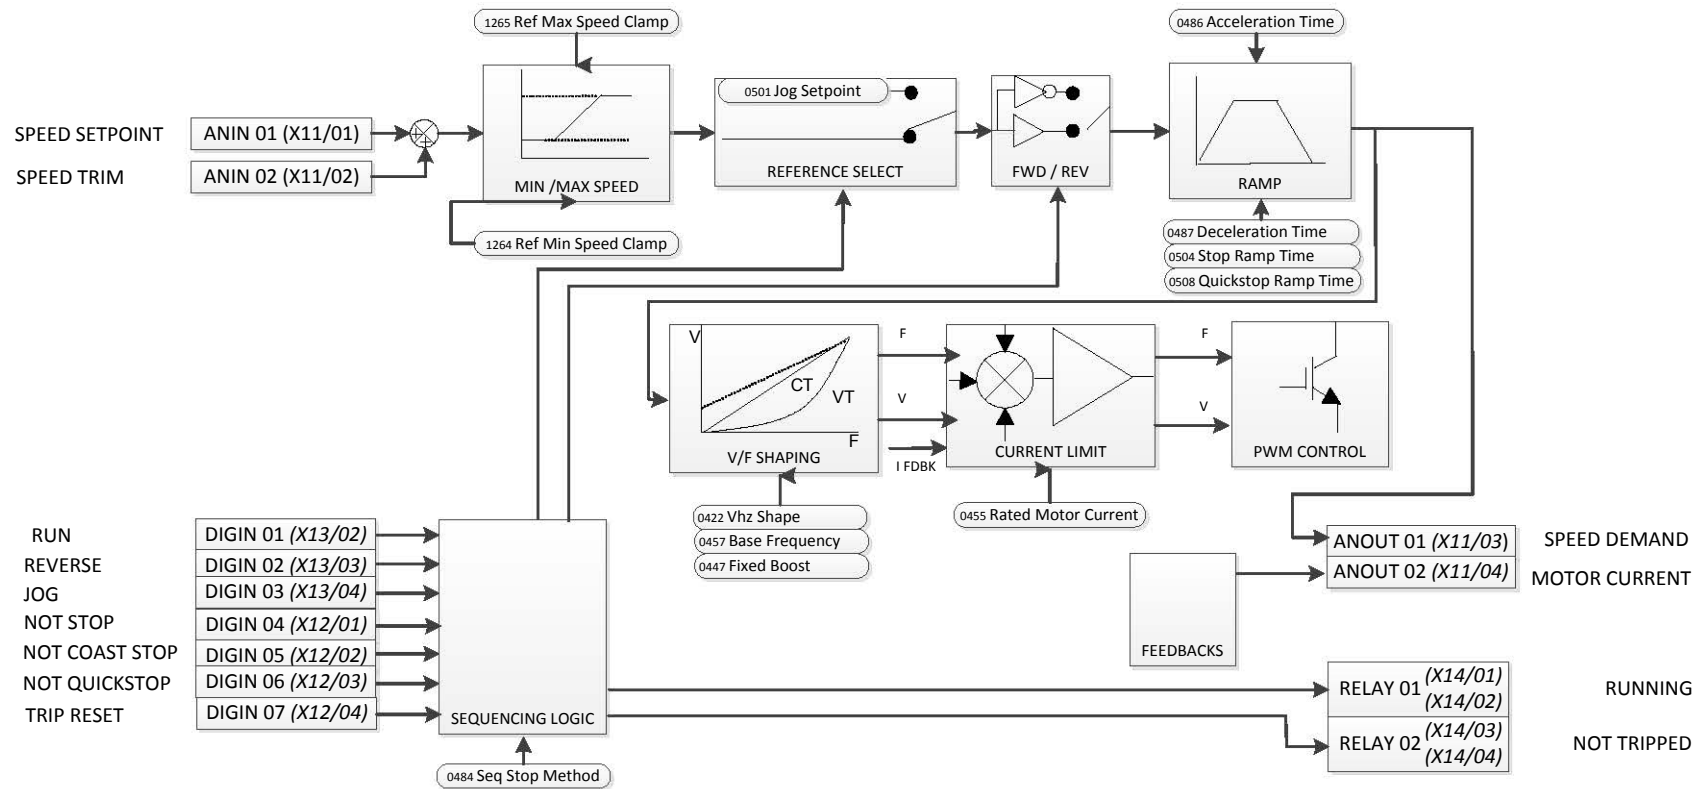 1265 Ref Max Speed Clamp
0486 Acceleration Time
0501 Jog Setpoint
SPEED SETPOINT
ANIN 01 (X11/01)
+
+
SPEED TRIM
ANIN 02 (X11/02)
MIN /MAX SPEED
REFERENCE SELECT
FWD / REV
RAMP
1264 Ref Min Speed Clamp
0487 Deceleration Time
0504 Stop Ramp Time
0508 Quickstop Ramp Time
V
CT
VT
F
V/F SHAPING
F
V
I FDBK
CURRENT LIMIT
F
V
PWM CONTROL
0422 Vhz Shape
0457 Base Frequency
0447 Fixed Boost
0455 Rated Motor Current
RUN
DIGIN 01 (X13/02)
REVERSE
DIGIN 02 (X13/03)
JOG
DIGIN 03 (X13/04)
NOT STOP
DIGIN 04 (X12/01)
NOT COAST STOP
DIGIN 05 (X12/02)
NOT QUICKSTOP
DIGIN 06 (X12/03)
TRIP RESET
DIGIN 07 (X12/04)
SEQUENCING LOGIC
0484 Seq Stop Method
ANOUT 01 (X11/03)
SPEED DEMAND
ANOUT 02 (X11/04)
MOTOR CURRENT
FEEDBACKS
RELAY 01 (X14/01)
(X14/02)
RUNNING
RELAY 02 (X14/03)
(X14/04)
NOT TRIPPED